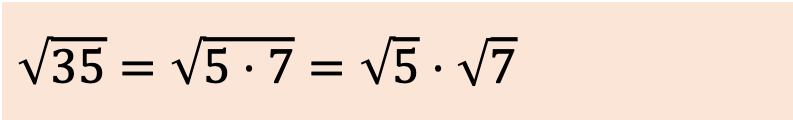 √35 = √5 · 7 = √5 · √7